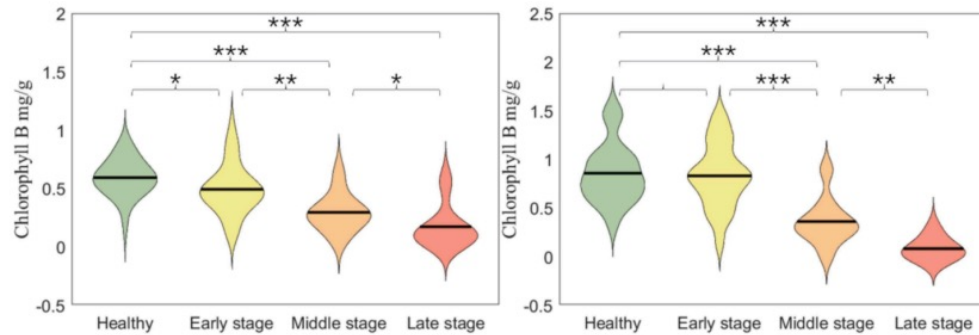 2
1.5
1
0.5
0
-0.5
Chlorophyll B mg/g
***
***
*
**
*
Healthy
Early stage
Middle stage
Late stage
2.5
2
1.5
1
0.5
0
-0.5
Chlorophyll B mg/g
***
***
***
**
Healthy
Early stage
Middle stage
Late stage